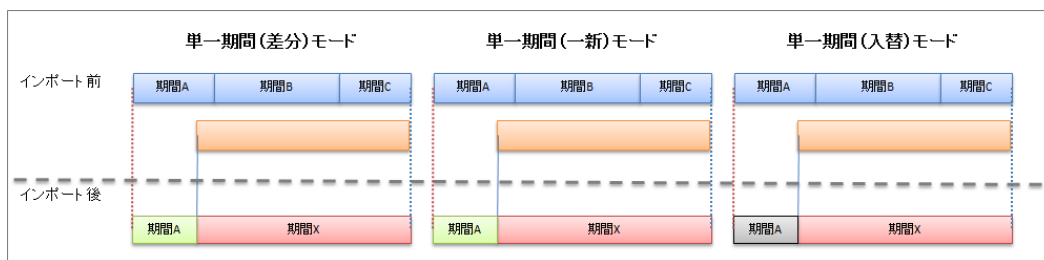 単一期間(差分)モード 単一期間(一新)モード 単一期間(入替)モード
インポート前 期間A 期間B 期間C 期間A 期間B 期間C 期間A 期間B 期間C
インポート後
期間A 期間X 期間A 期間X 期間A 期間X